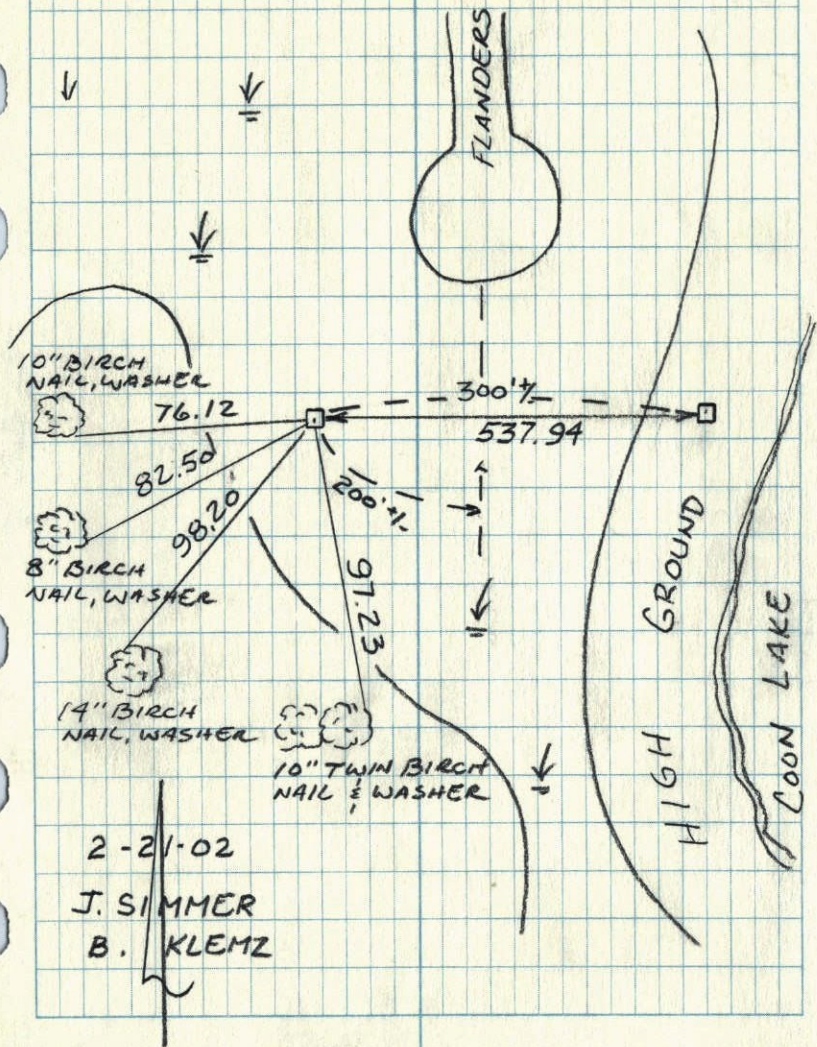 FLANDERS
10" BIRCH
NAIL, WASHER
76.12
300'+/-
537.94
82.50
200'+/-
98.20
97.23
8" BIRCH
NAIL, WASHER
14" BIRCH
NAIL, WASHER
10" TWIN BIRCH
NAIL & WASHER
HIGH GROUND
COON LAKE
2-21-02
J. SIMMER
B. KLEMZ